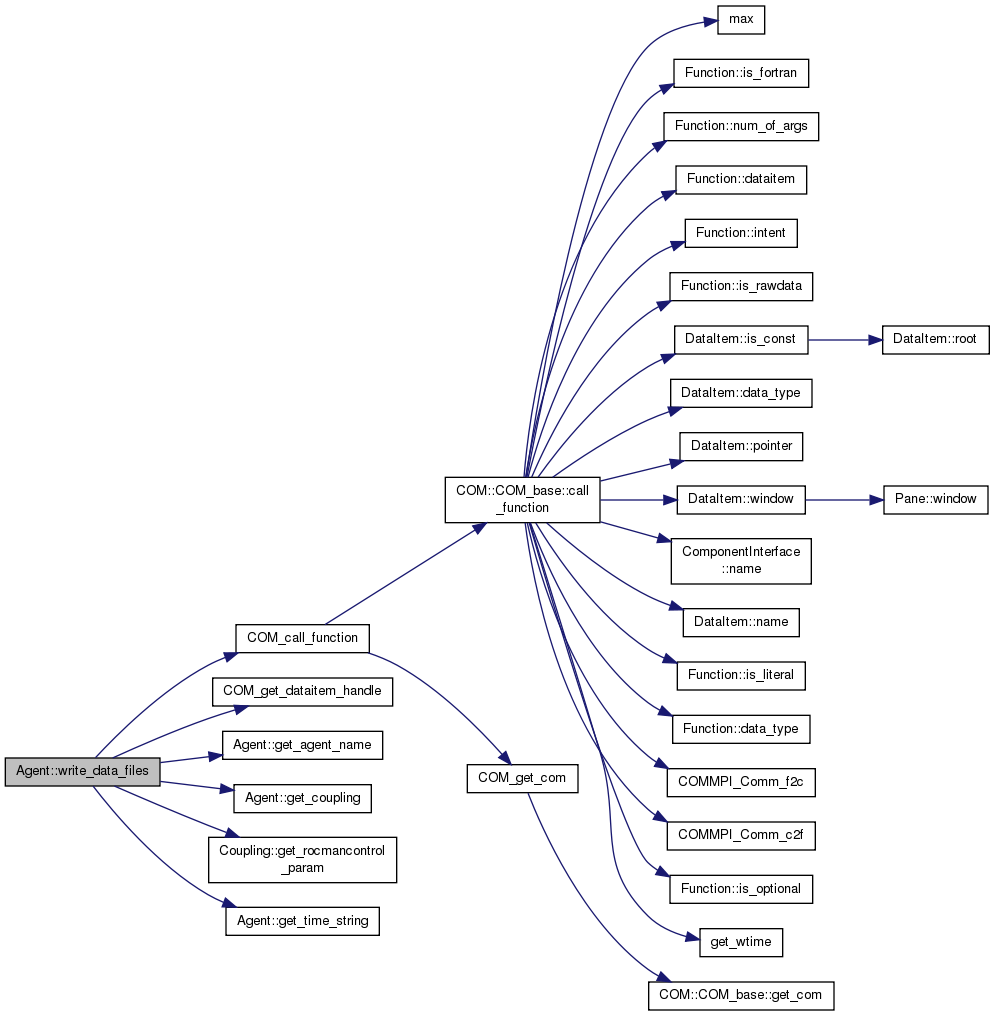 max
Function::is_fortran
Function::num_of_args
Function::dataitem
Function::intent
Function::is_rawdata
DataItem::is_const
DataItem::root
DataItem::data_type
DataItem::pointer
COM::COM_base::call
_function
DataItem::window
Pane::window
ComponentInterface
::name
DataItem::name
COM_call_function
Function::is_literal
COM_get_dataitem_handle
Function::data_type
Agent::get_agent_name
Agent::write_data_files
COM_get_com
COMMPI_Comm_f2c
Agent::get_coupling
COMMPI_Comm_c2f
Coupling::get_rocmancontrol
_param
Function::is_optional
Agent::get_time_string
get_wtime
COM::COM_base::get_com